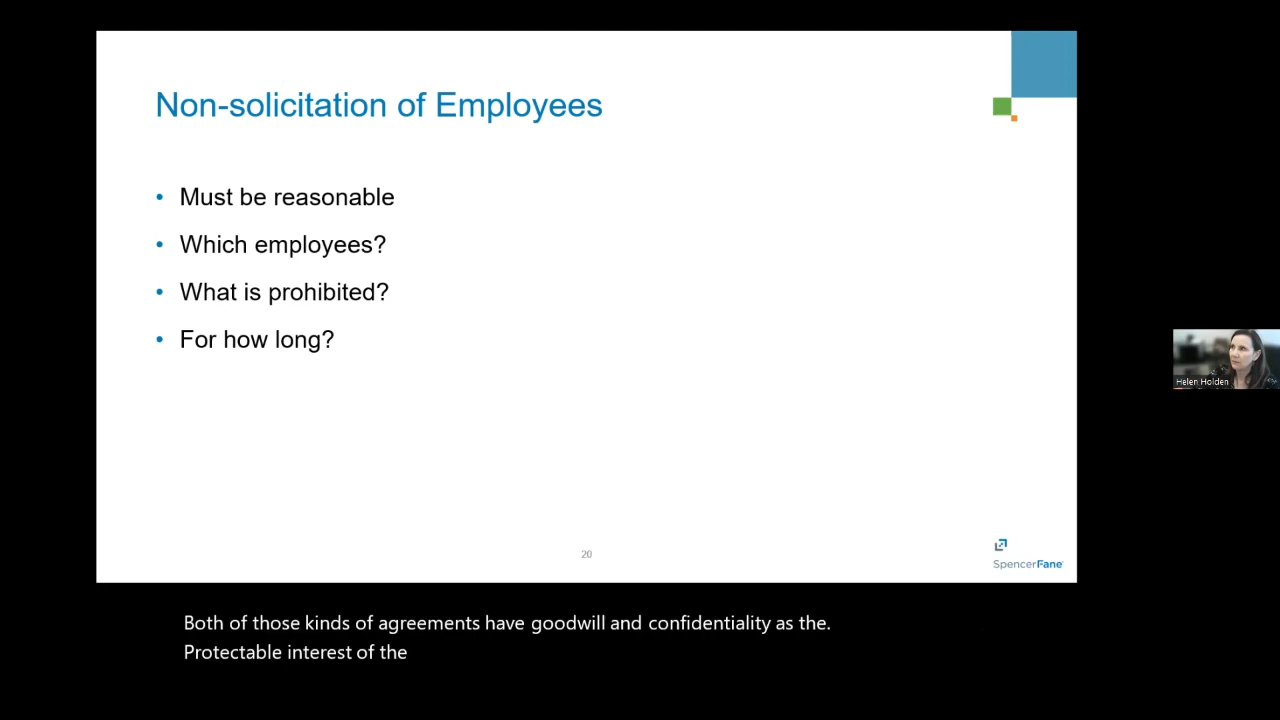 Non-solicitation of Employees
• Must be reasonable
• Which employees?
• What is prohibited?
• For how long?
20
SpencerFane
Helen Holden
Both of those kinds of agreements have goodwill and confidentiality as the.
Protectable interest of the